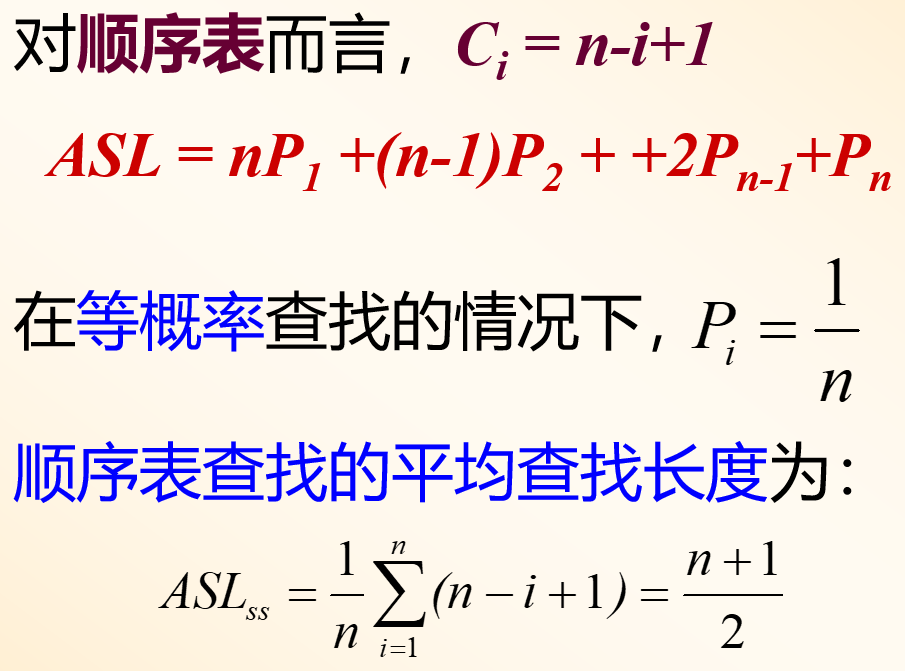 对顺序表而言，Cᵢ = n-i+1
ASL = nP₁ +(n-1)P₂ + +2Pₙ₋₁+Pₙ
在等概率查找的情况下，Pᵢ = 1/n
顺序表查找的平均查找长度为：
ASLₛₛ = 1/n ∑ᵢ₌₁ⁿ (n − i + 1) = (n + 1)/2